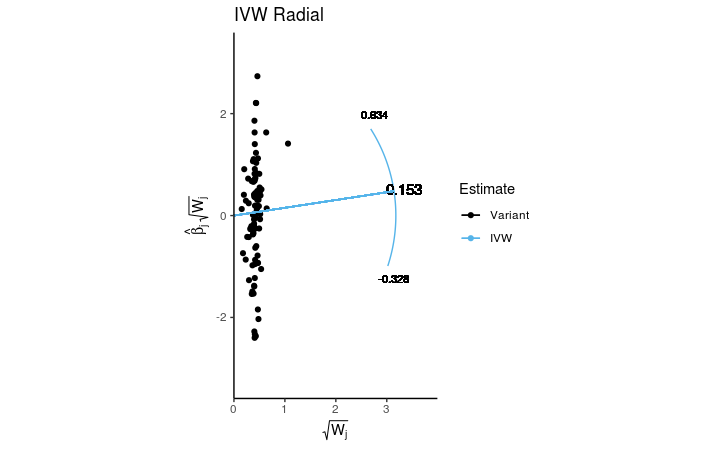 IVW Radial
β̂ⱼ√Wⱼ
2
0
-2
0.634
0.153
-0.328
0
1
2
3
√Wⱼ
Estimate
Variant
IVW